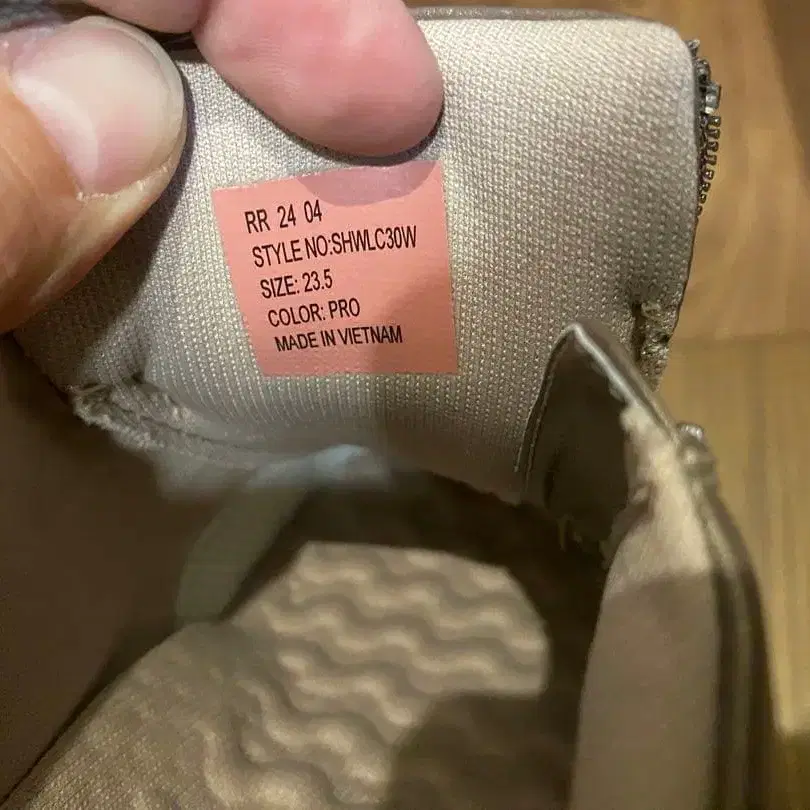 RR 24 04
STYLE NO:SHWLC30W
SIZE: 23.5
COLOR: PRO
MADE IN VIETNAM